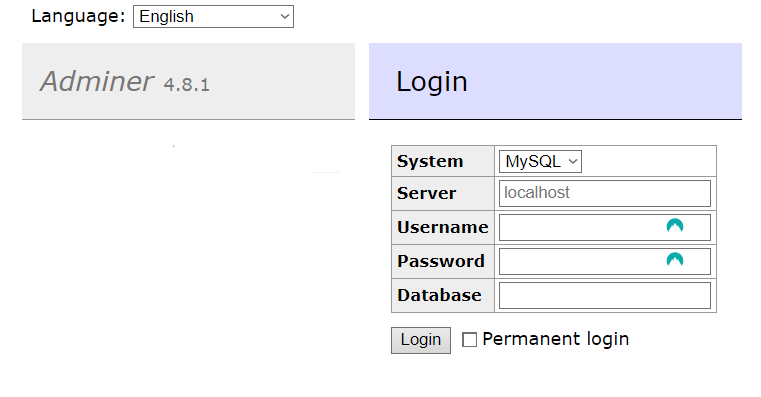 Language: English
Adminer 4.8.1
Login
System MySQL
Server localhost
Username
Password
Database
Login Permanent login